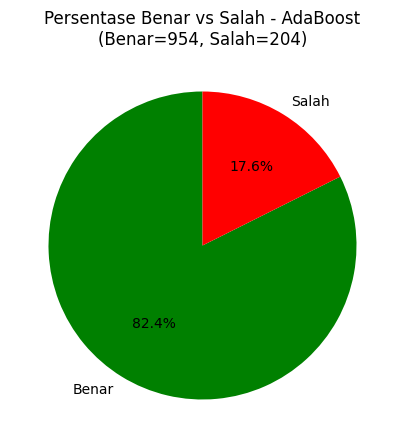 Persentase Benar vs Salah - AdaBoost
(Benar=954, Salah=204)
Salah
17.6%
82.4%
Benar